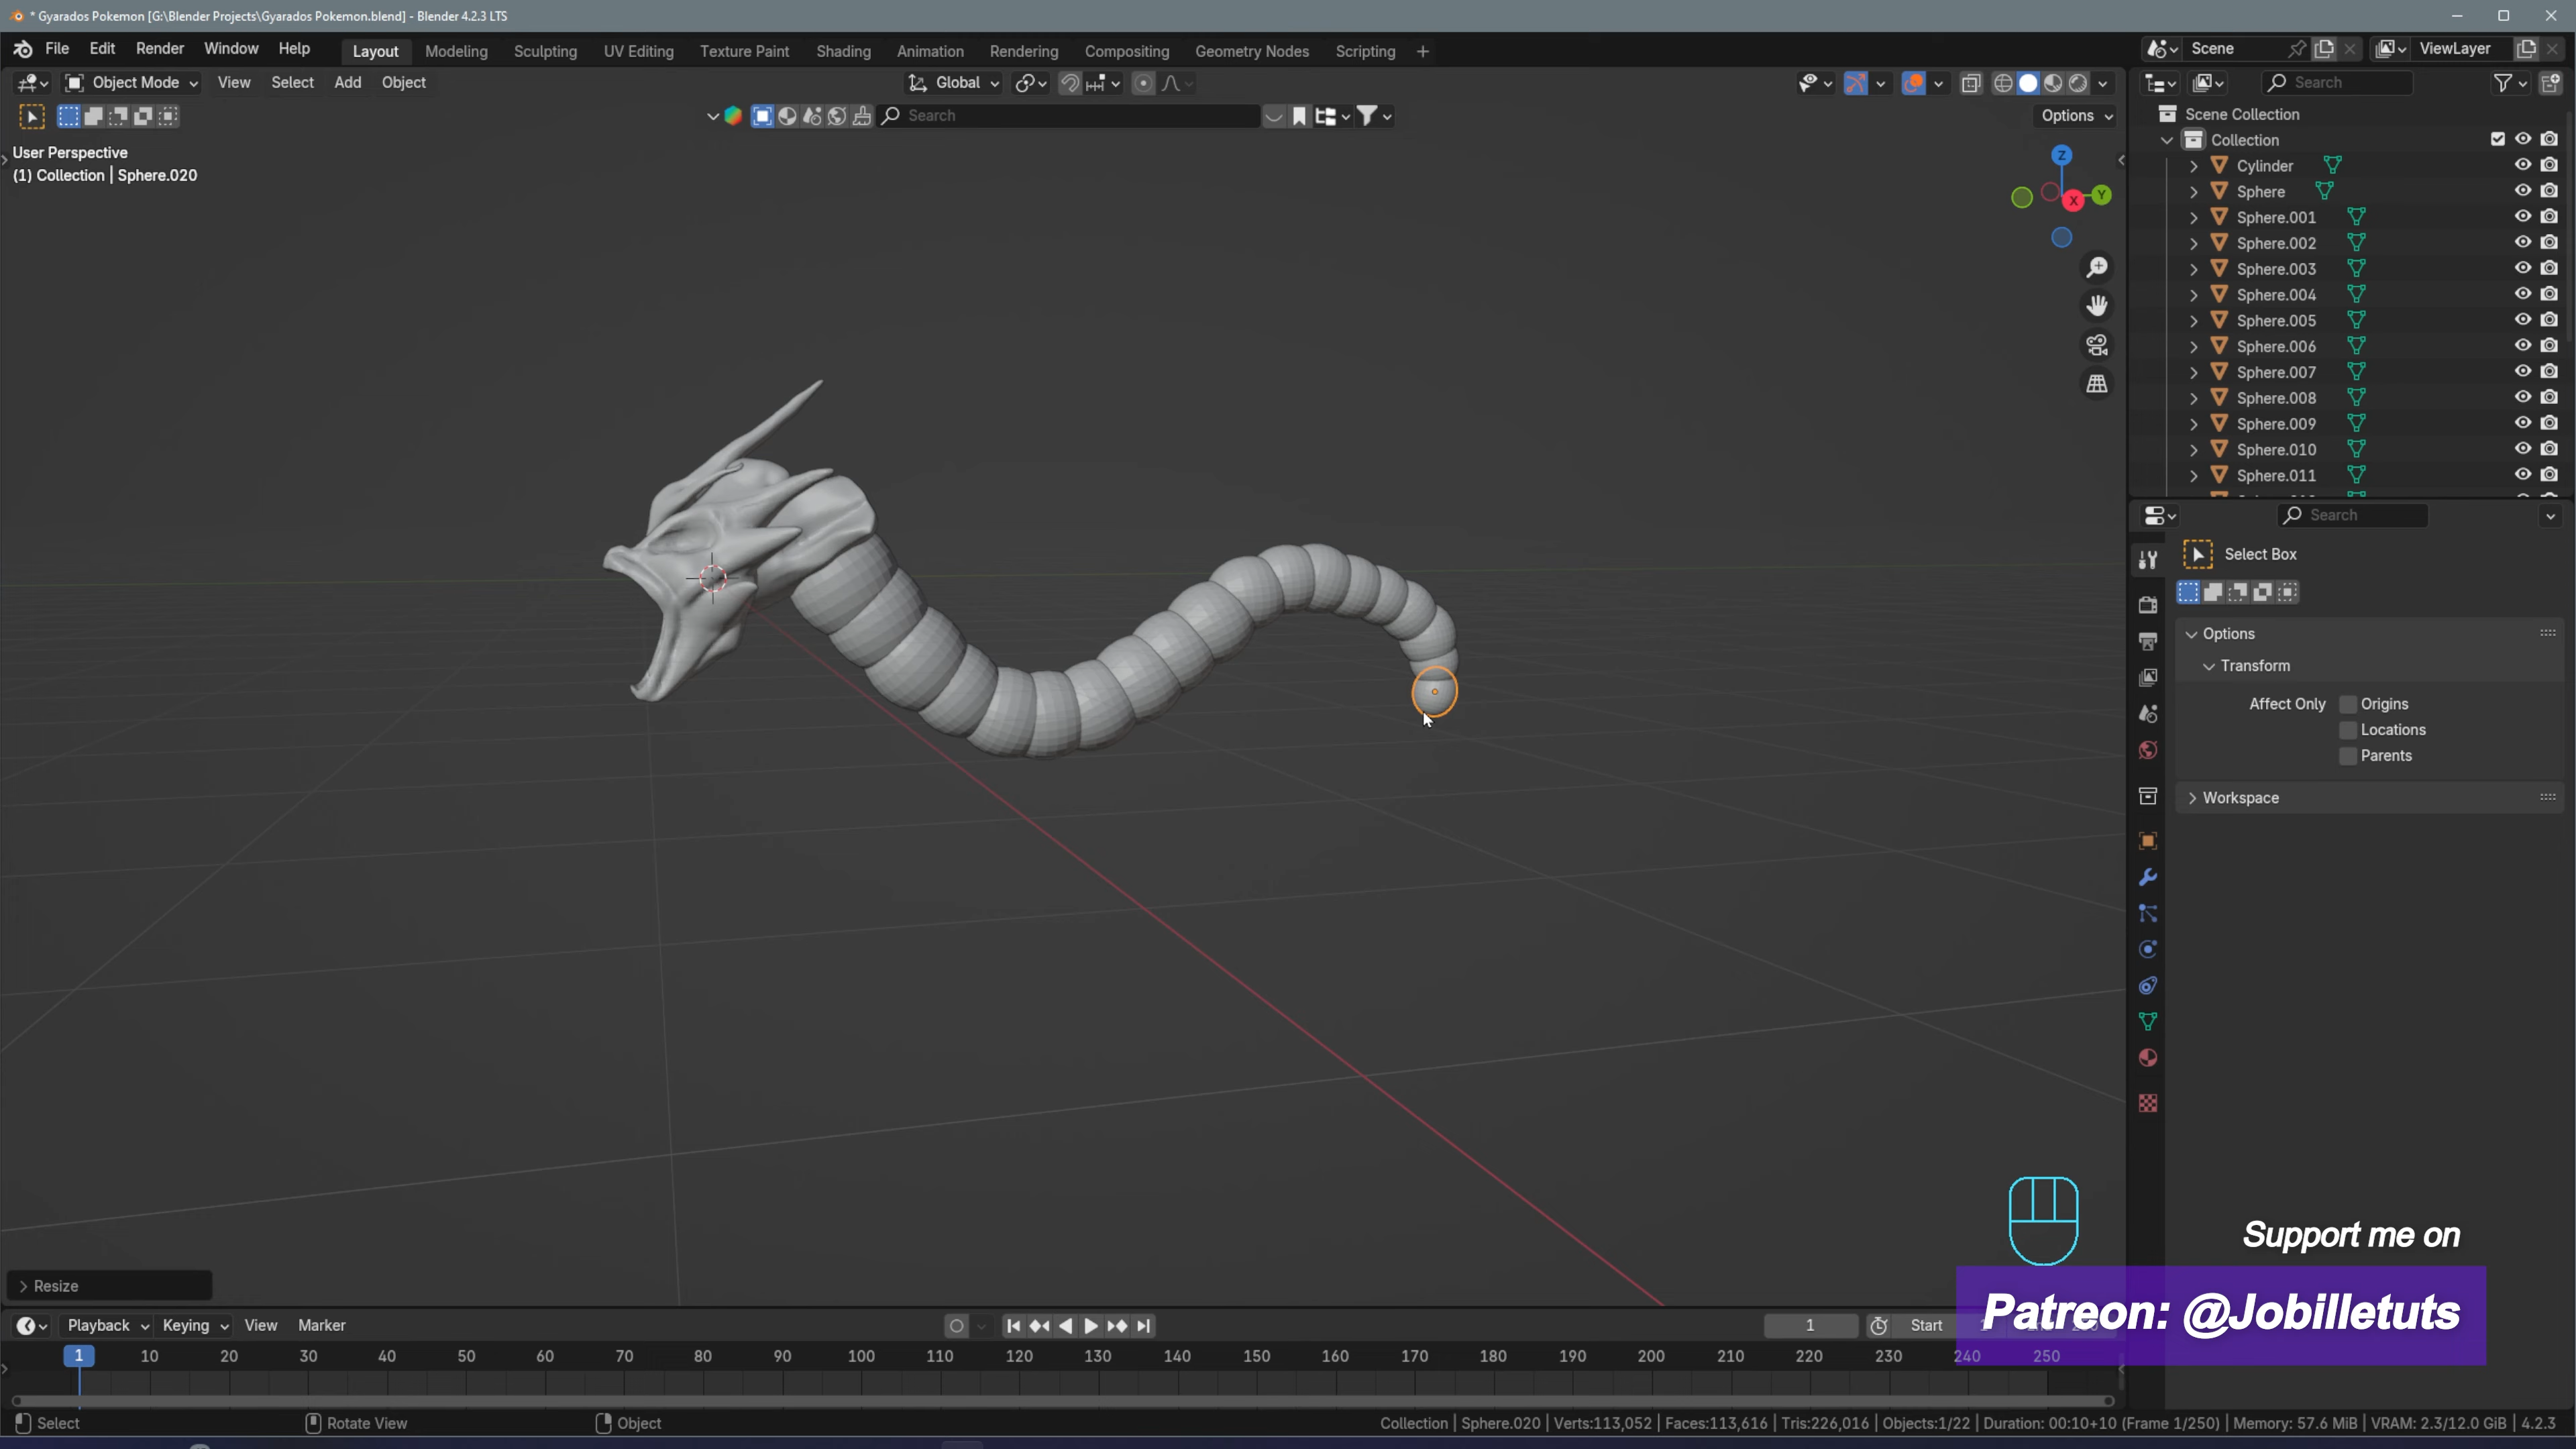 * Gyarados Pokemon [G:\Blender Projects\Gyarados Pokemon.blend] - Blender 4.2.3 LTS
File Edit Render Window Help Layout Modeling Sculpting UV Editing Texture Paint Shading Animation Rendering Compositing Geometry Nodes Scripting + Scene ViewLayer
Object Mode View Select Add Object Global Search
Search Options
User Perspective
(1) Collection | Sphere.020
Z
Y
X
Scene Collection
Collection
Cylinder
Sphere
Sphere.001
Sphere.002
Sphere.003
Sphere.004
Sphere.005
Sphere.006
Sphere.007
Sphere.008
Sphere.009
Sphere.010
Sphere.011
Search
Select Box
Options
Transform
Affect Only Origins
Locations
Parents
Workspace
Support me on
Patreon: @Jobilletuts
Resize
Playback Keying View Marker 1 Start
1 10 20 30 40 50 60 70 80 90 100 110 120 130 140 150 160 170 180 190 200 210 220 230 240 250
Select Rotate View Object Collection | Sphere.020 | Verts:113,052 | Faces:113,616 | Tris:226,016 | Objects:1/22 | Duration: 00:10+10 (Frame 1/250) | Memory: 57.6 MiB | VRAM: 2.3/12.0 GiB | 4.2.3